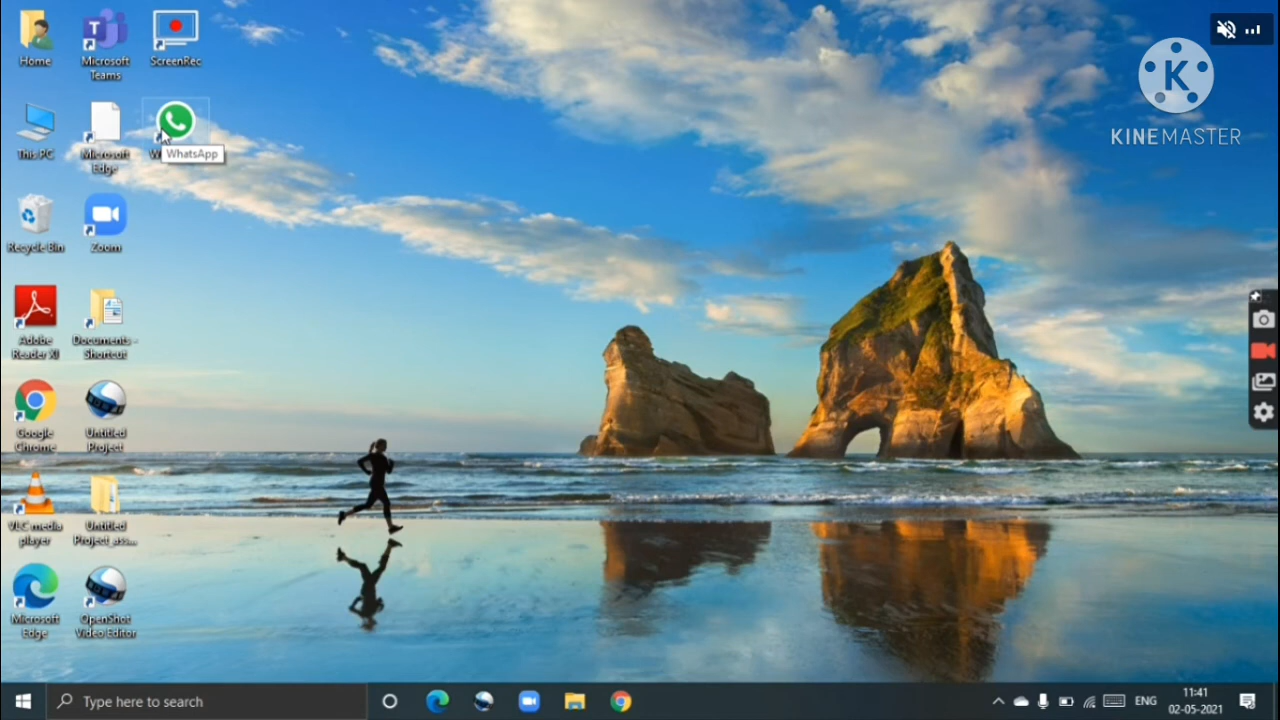 Home
Microsoft
Teams
ScreenRec
This PC
Microsoft
Edge
WhatsApp
Recycle Bin
Zoom
Adobe
Reader XI
Documents -
Shortcut
Google
Chrome
Untitled
Project
VLC media
player
Untitled
Project_ass...
Microsoft
Edge
OpenShot
Video Editor
K
KINEMASTER
Type here to search
ENG
11:41
02-05-2021